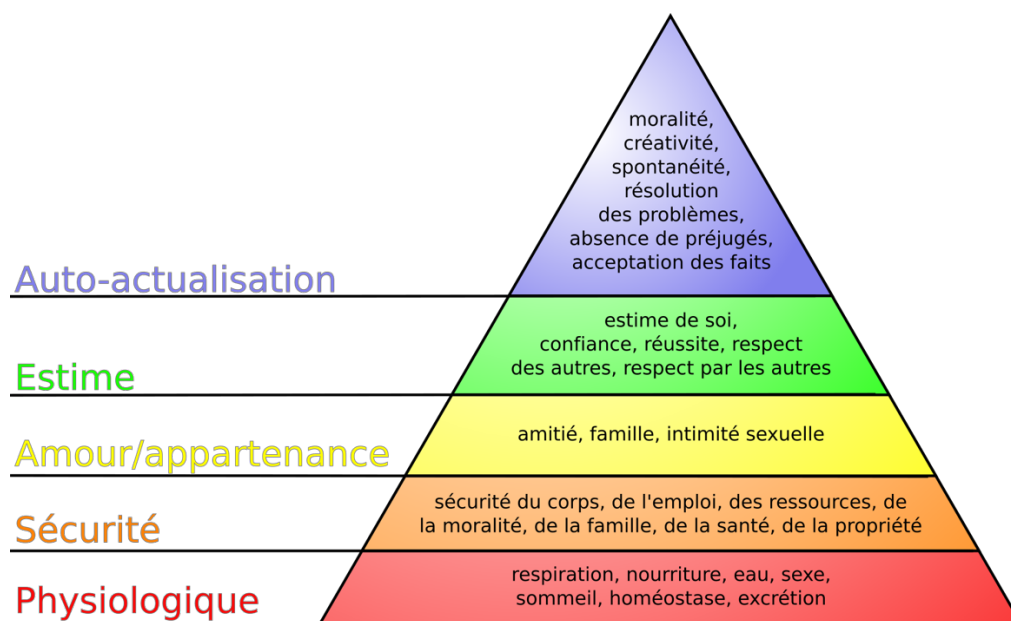 moralité,
créativité,
spontanéité,
résolution
des problèmes,
absence de préjugés,
acceptation des faits
Auto-actualisation
estime de soi,
confiance, réussite, respect
des autres, respect par les autres
Estime
amitié, famille, intimité sexuelle
Amour/appartenance
sécurité du corps, de l'emploi, des ressources, de
la moralité, de la famille, de la santé, de la propriété
Sécurité
respiration, nourriture, eau, sexe,
sommeil, homéostase, excrétion
Physiologique